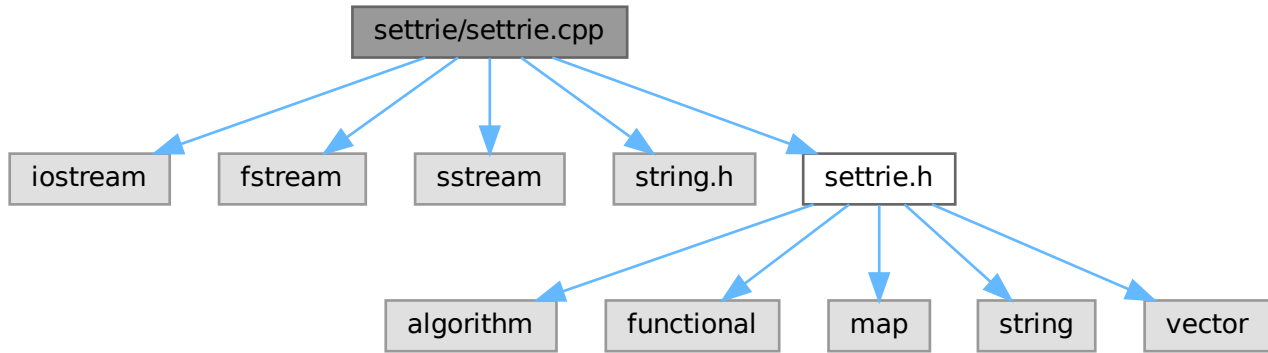 settrie/settrie.cpp
iostream
fstream
sstream
string.h
settrie.h
algorithm
functional
map
string
vector